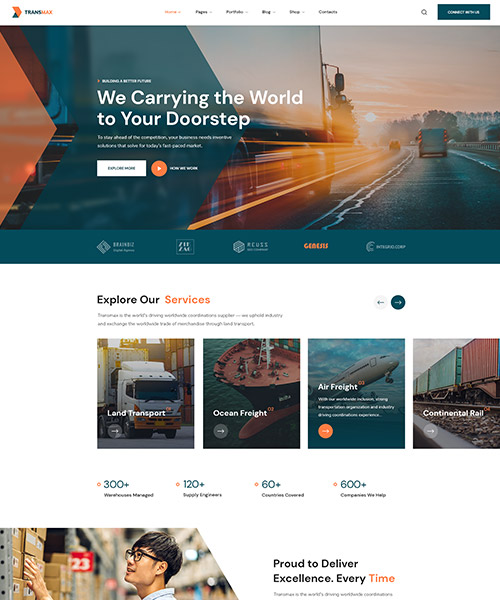 TRANSMAX
Home
Pages
Portfolio
Blog
Shop
Contacts
CONNECT WITH US
BUILDING A BETTER FUTURE
We Carrying the World
to Your Doorstep
To stay ahead of the competition, your business needs inventive
solutions that solve for today's fast-paced market.
EXPLORE MORE
HOW WE WORK
BRAINBIZ
ZIG
ZAG
MCUSS
GENESIS
INTEGRIO.CORP
Explore Our Services
Transmax is the world's driving worldwide coordinations supplier — we uphold industry
and exchange the worldwide trade of merchandise through land transport.
Land Transport
Ocean Freight
02
Air Freight
03
With our worldwide inclusion, strong
transportation organization and industry
driving coordinations experience
Continental Rail
300+
Warehouses Managed
120+
Supply Engineers
60+
Countries Covered
600+
Companies We Help
23
Proud to Deliver
Excellence. Every Time
Transmax is the world's driving worldwide coordinations